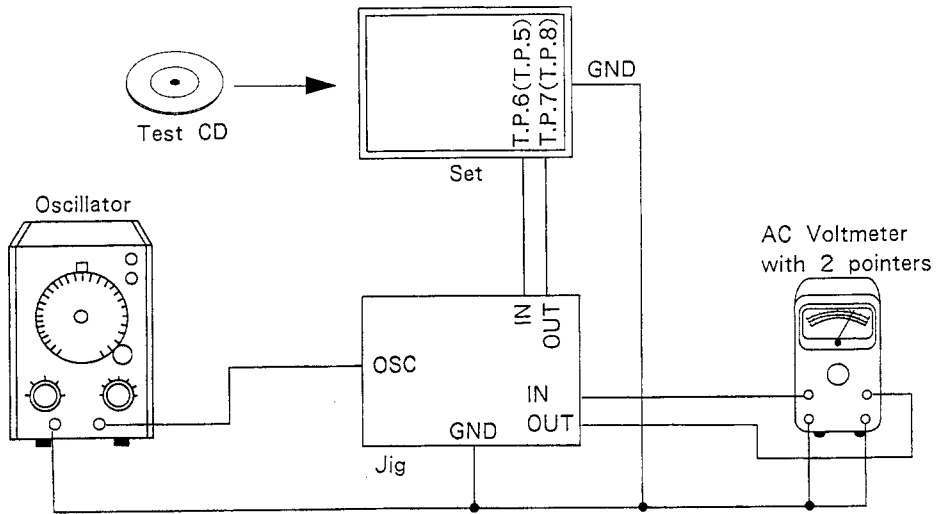 T.P.6(T.P.5)
T.P.7(T.P.8)
GND
Test CD
Set
Oscillator
AC Voltmeter
with 2 pointers
IN
OUT
OSC
IN
OUT
GND
Jig